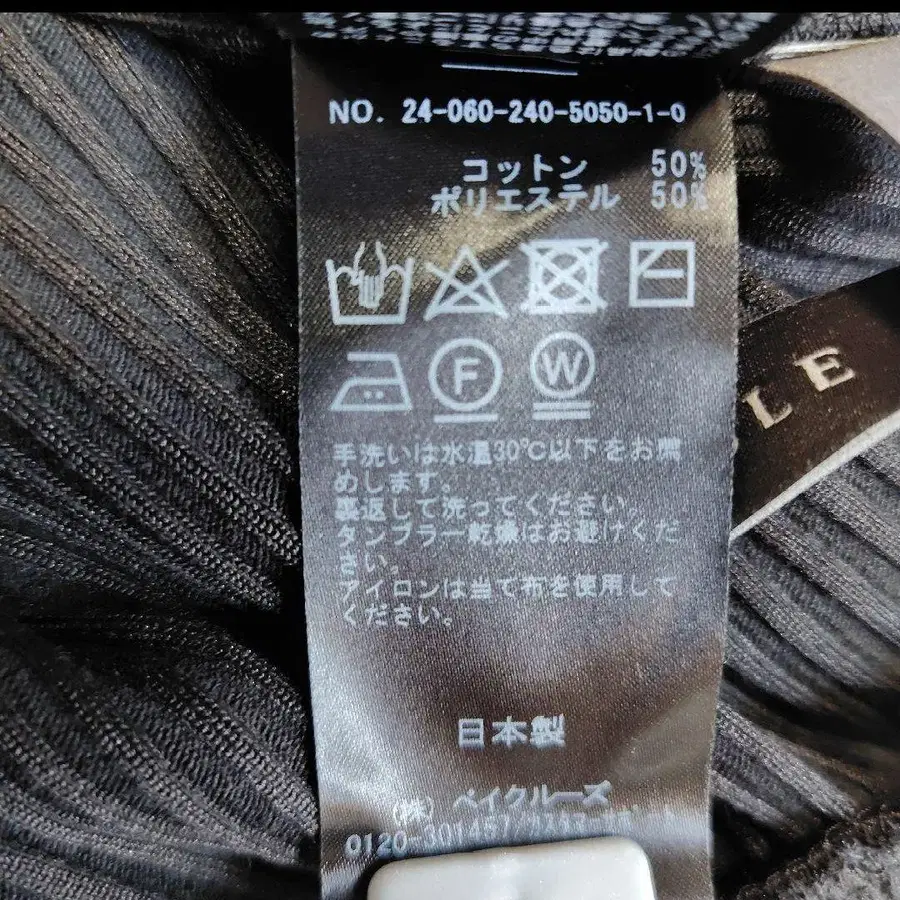 NO. 24-060-240-5050-1-0
コットン 50%
ポリエステル 50%
F
W
手洗いは水温30℃以下をお薦
めします。
裏返して洗ってください。
タンブラー乾燥はお避けくだ
さい。
アイロンは当て布を使用して
ください。
日本製
(株) ベイクルーズ
0120-301457
LE